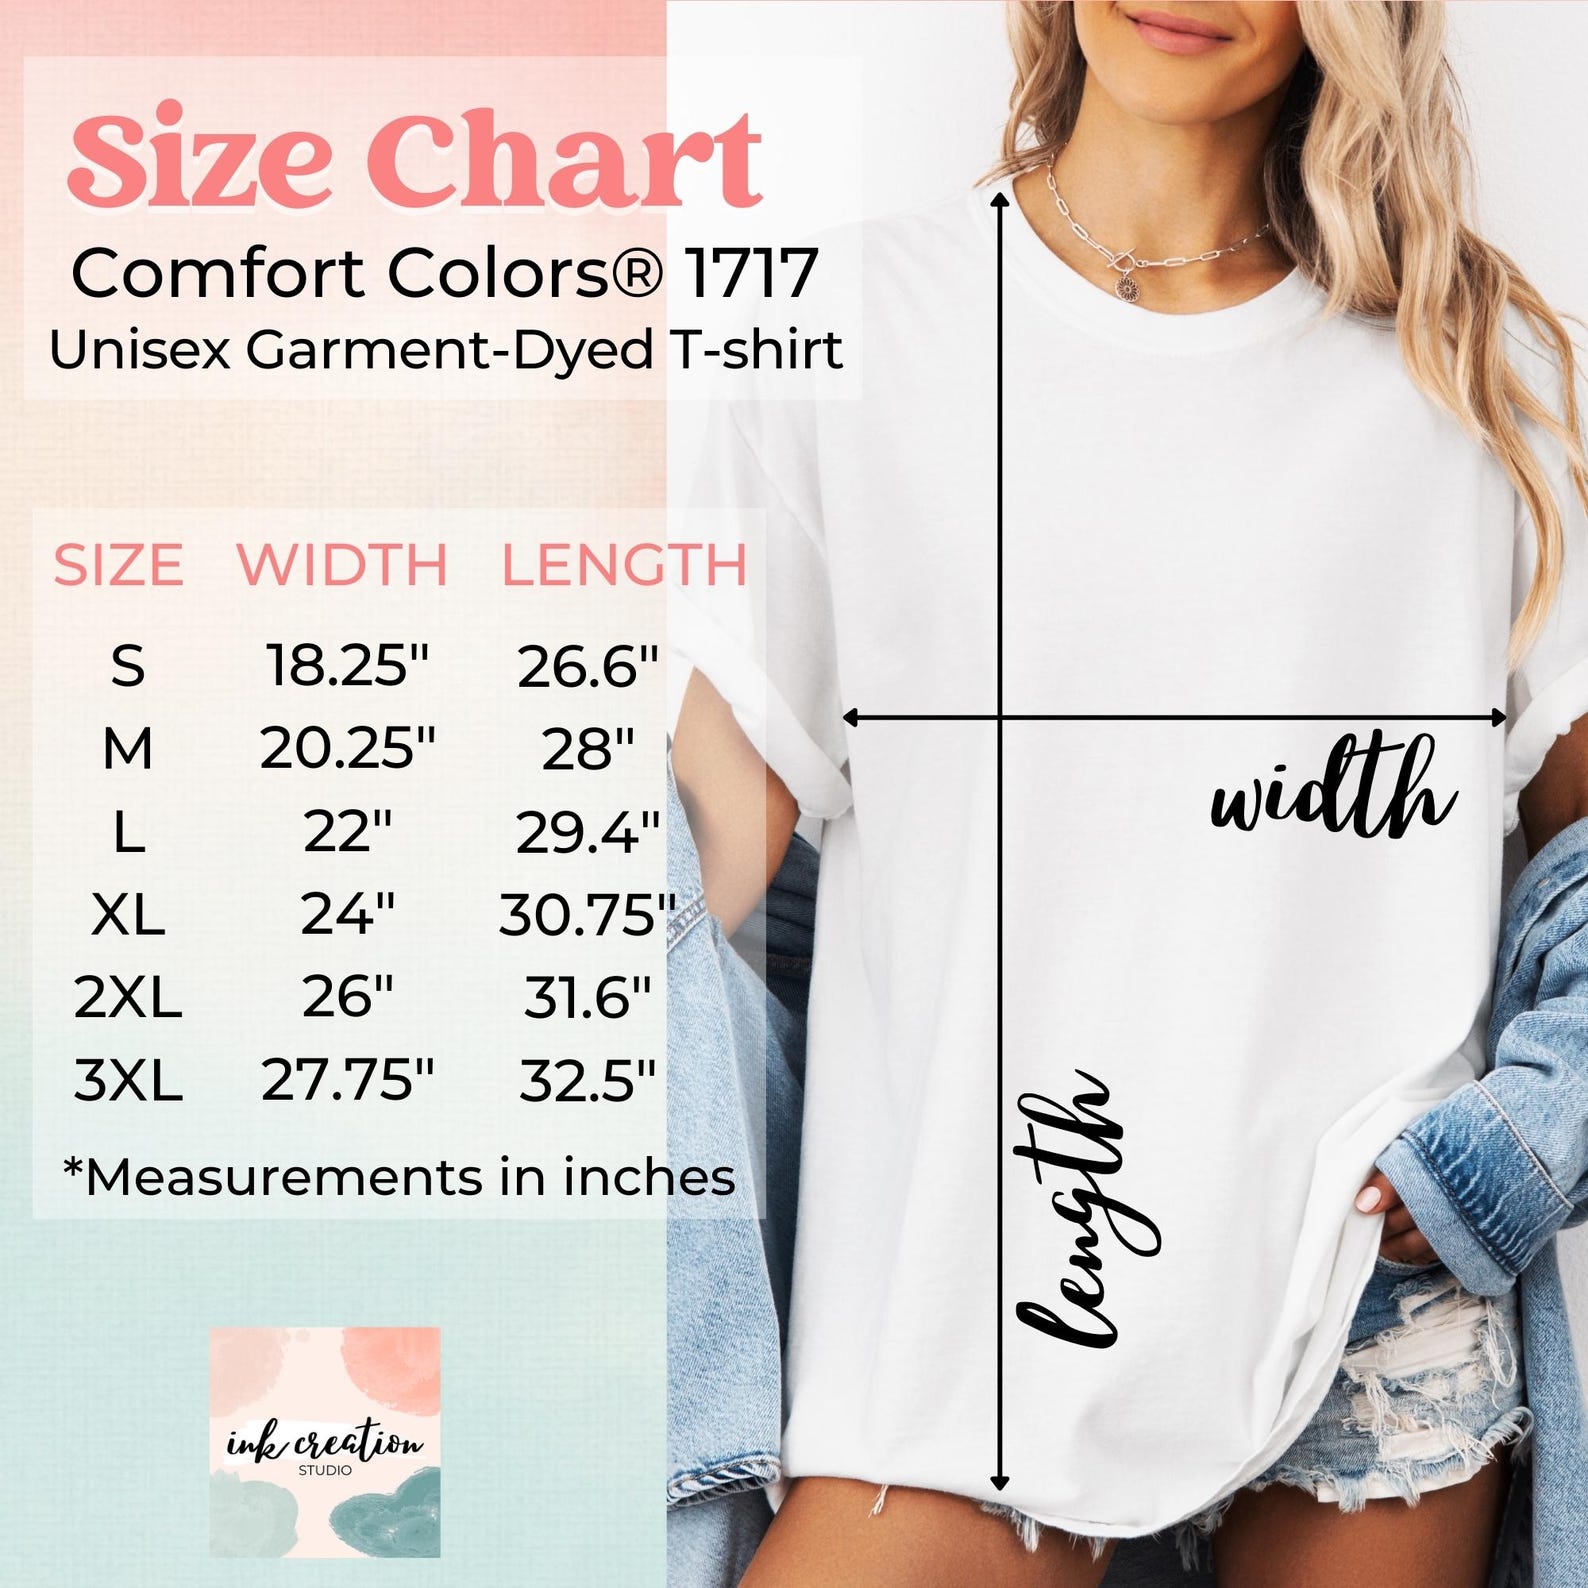 Size Chart
Comfort Colors® 1717
Unisex Garment-Dyed T-shirt
SIZE WIDTH LENGTH
S 18.25" 26.6"
M 20.25" 28"
L 22" 29.4"
XL 24" 30.75"
2XL 26" 31.6"
3XL 27.75" 32.5"
*Measurements in inches
width
length
ink creation
STUDIO